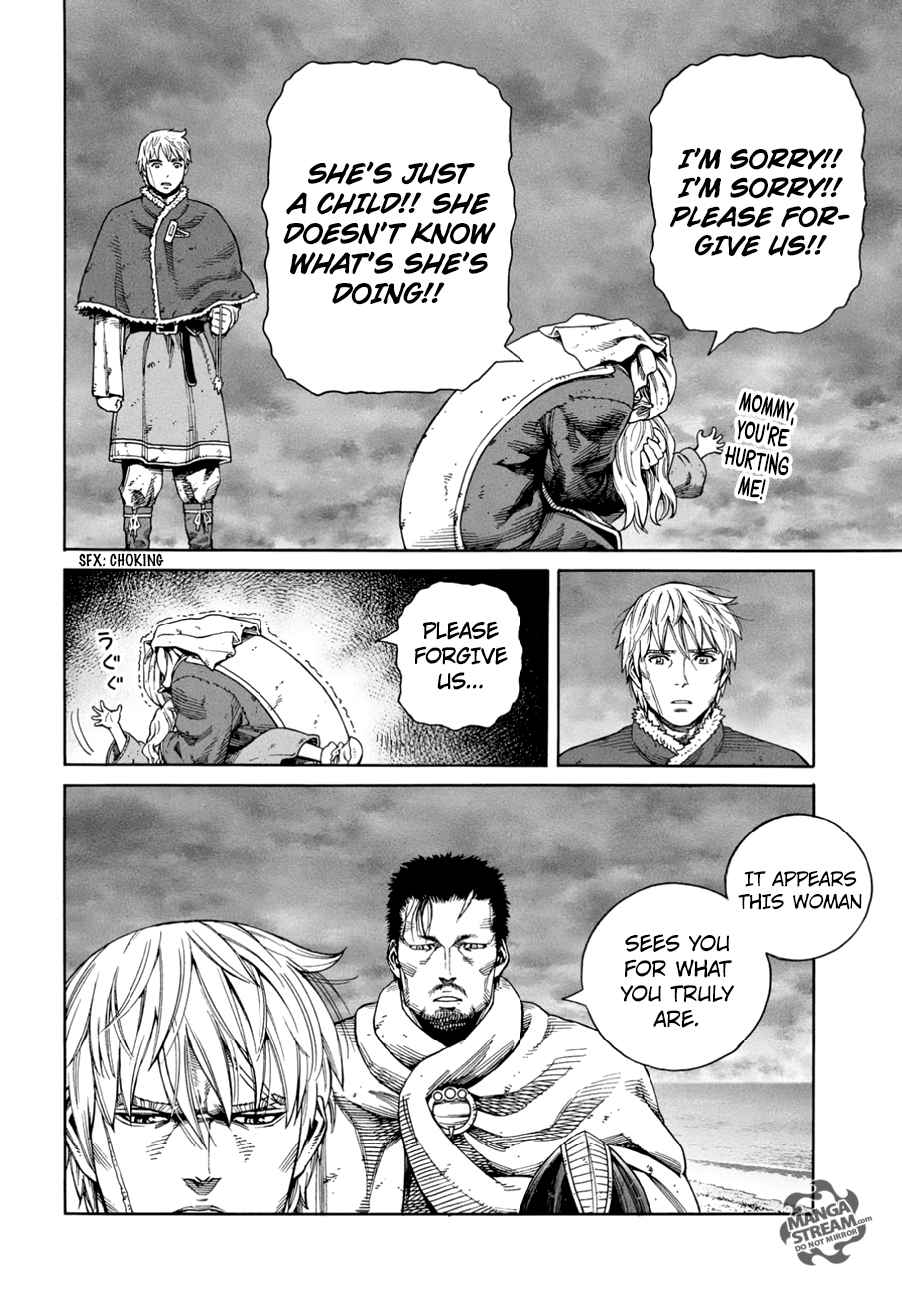 I'M SORRY!!
I'M SORRY!!
PLEASE FOR-
GIVE US!!
SHE'S JUST
A CHILD!! SHE
DOESN'T KNOW
WHAT'S SHE'S
DOING!!
MOMMY,
YOU'RE
HURTING
ME!
SFX: CHOKING
PLEASE
FORGIVE
US...
うぐぐ
IT APPEARS
THIS WOMAN
SEES YOU
FOR WHAT
YOU TRULY
ARE.
MANGA
STREAM.com
DO NOT MIRROR!